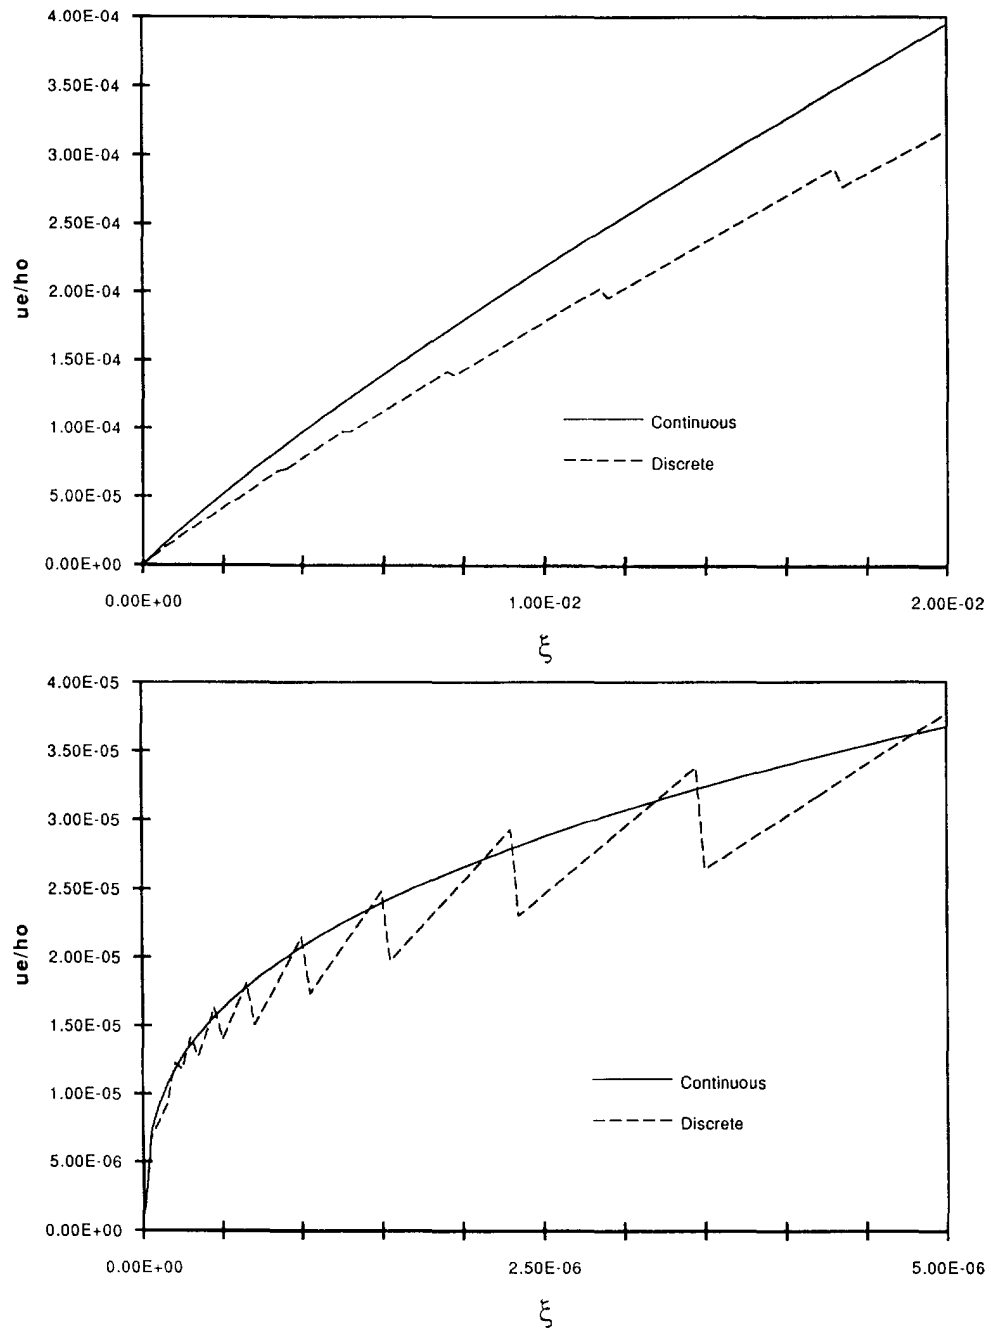 4.00E-04
3.50E-04
3.00E-04
2.50E-04
2.00E-04
1.50E-04
1.00E-04
5.00E-05
0.00E+00
ue/ho
Continuous
Discrete
0.00E+00 1.00E-02 2.00E-02
ξ
4.00E-05
3.50E-05
3.00E-05
2.50E-05
2.00E-05
1.50E-05
1.00E-05
5.00E-06
0.00E+00
ue/ho
Continuous
Discrete
0.00E+00 2.50E-06 5.00E-06
ξ